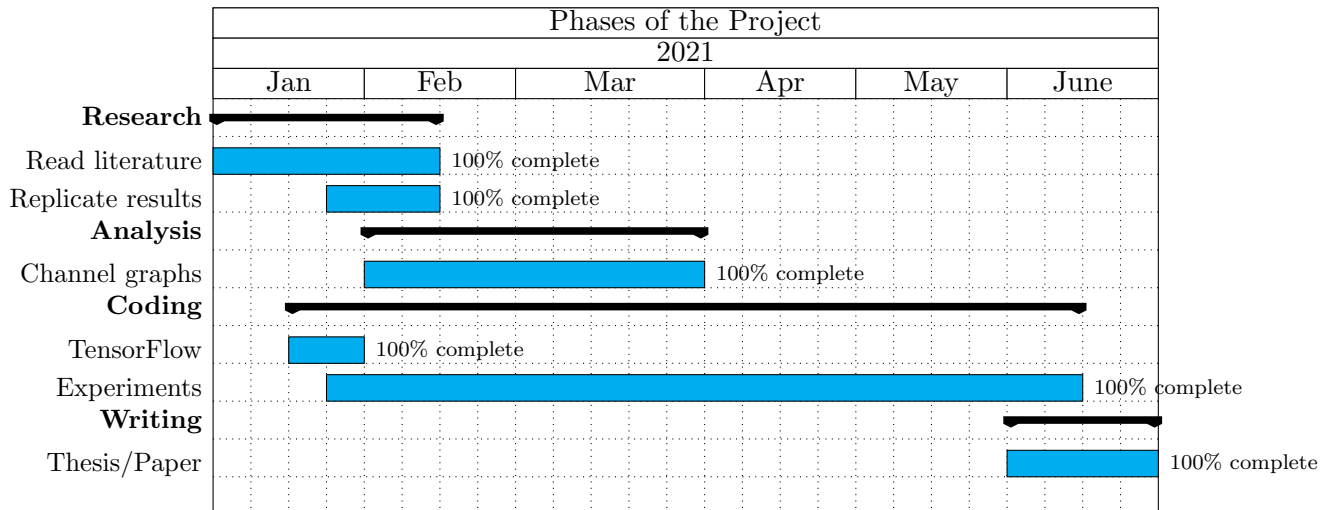 Phases of the Project
2021
Jan Feb Mar Apr May June
Research
Read literature 100% complete
Replicate results 100% complete
Analysis
Channel graphs 100% complete
Coding
TensorFlow 100% complete
Experiments 100% complete
Writing
Thesis/Paper 100% complete